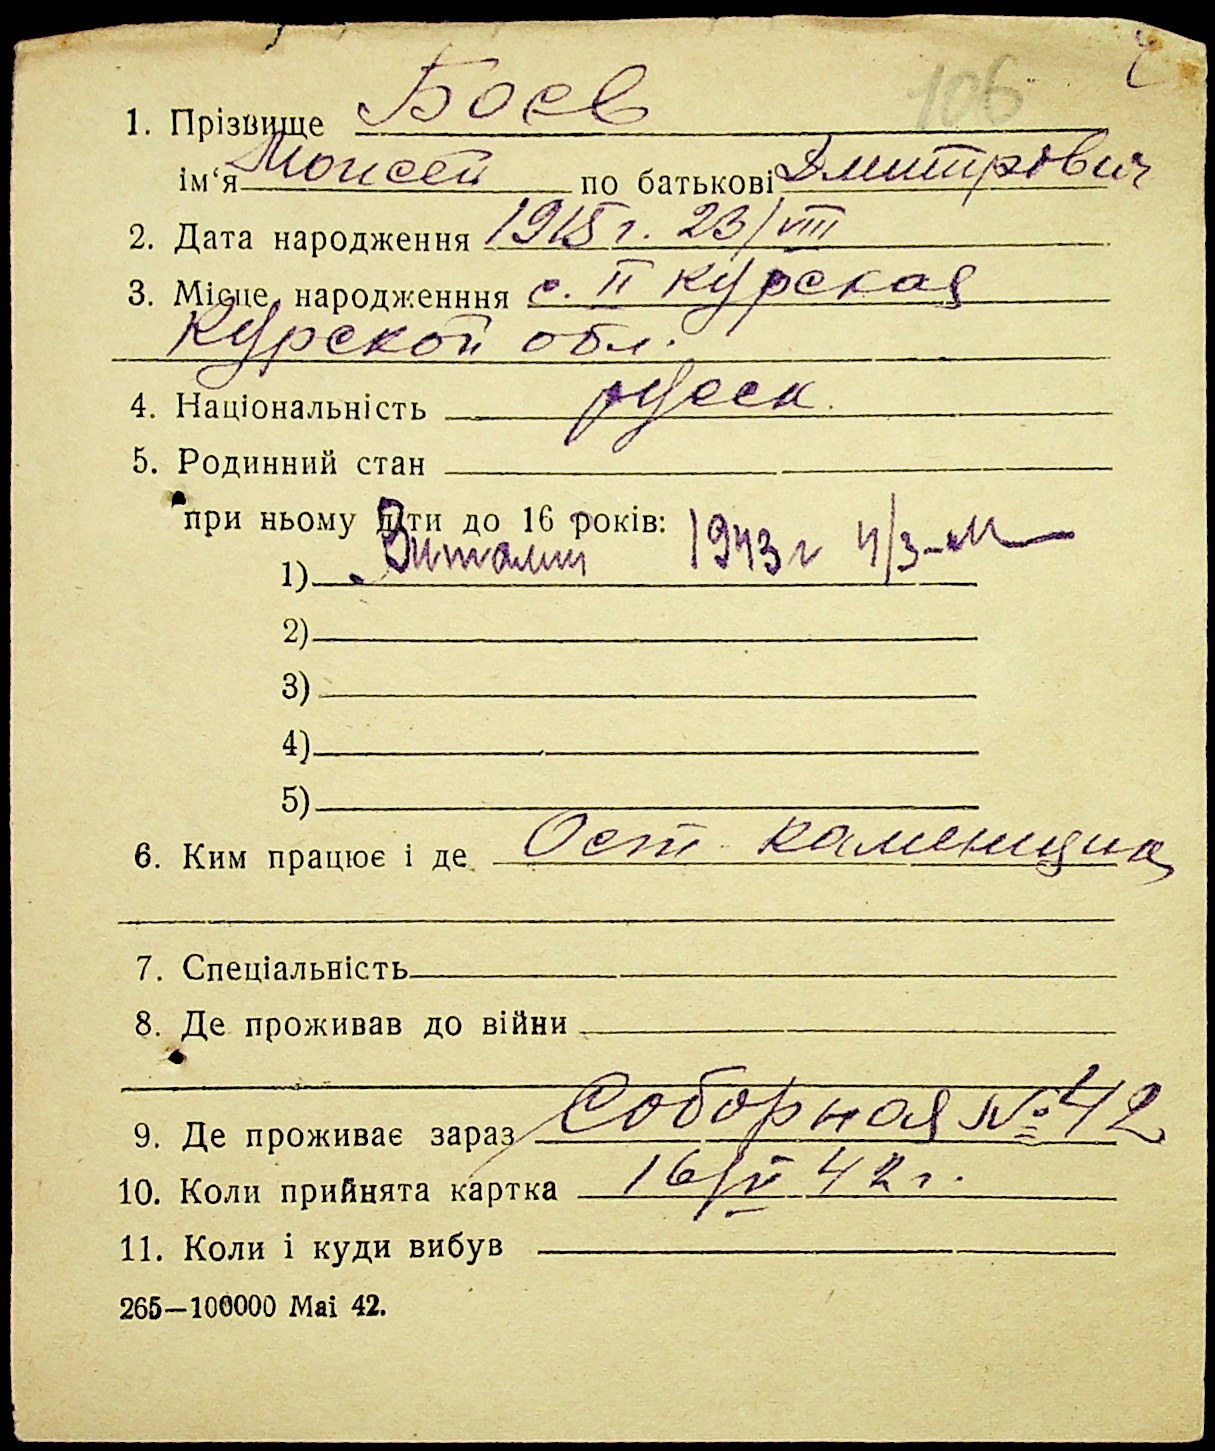 106
1. Прізвище Боев
ім‘я Моисей по батькові Дмитрович
2. Дата народження 1915 г. 23/VIII
3. Місце народженння с. II Курская
Курской обл.
4. Національність русск.
5. Родинний стан
при ньому діти до 16 років:
1) Виталий 1943 г 4/3-м
2)
3)
4)
5)
6. Ким працює і де Ост каменщик
7. Спеціальність
8. Де проживав до війни
9. Де проживає зараз Соборная № 42
10. Коли прийнята картка 16/V 42 г.
11. Коли і куди вибув
265—100000 Mai 42.